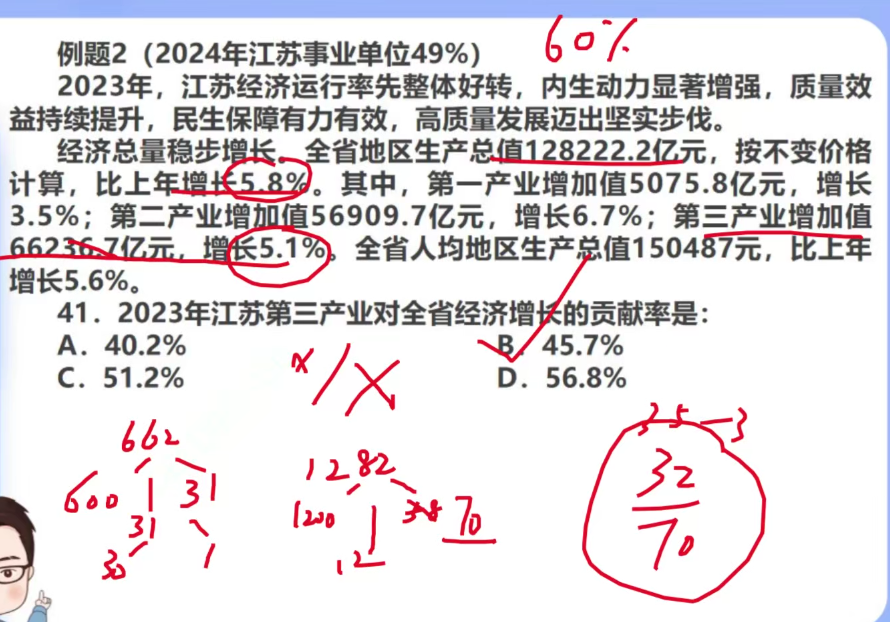 例题2（2024年江苏事业单位49%） 60%
2023年，江苏经济运行率先整体好转，内生动力显著增强，质量效
益持续提升，民生保障有力有效，高质量发展迈出坚实步伐。
经济总量稳步增长。全省地区生产总值128222.2亿元，按不变价格
计算，比上年增长5.8%。其中，第一产业增加值5075.8亿元，增长
3.5%；第二产业增加值56909.7亿元，增长6.7%；第三产业增加值
66236.7亿元，增长5.1%。全省人均地区生产总值150487元，比上年
增长5.6%。
41．2023年江苏第三产业对全省经济增长的贡献率是：
A．40.2%
B．45.7%
C．51.2%
D．56.8%
x/X
662
600 31
31
30 1
1282
1200 70
12
35—3
32
70